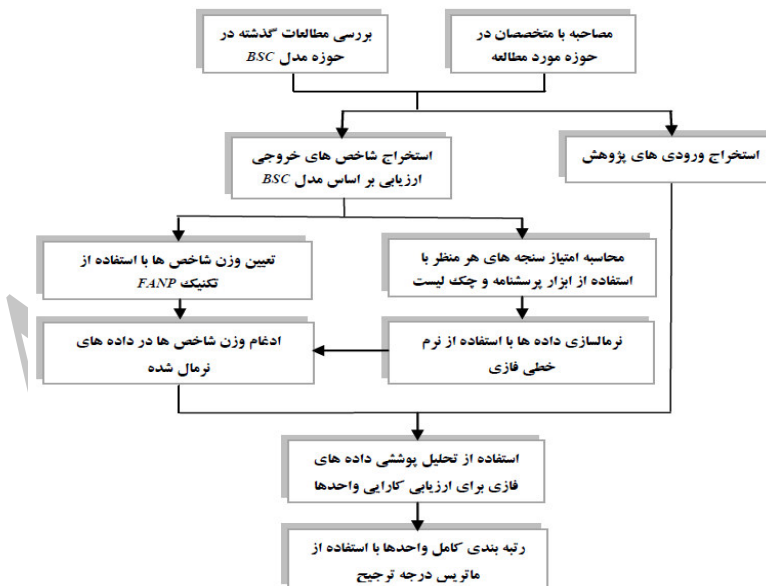 مصاحبه با متخصصان در
حوزه مورد مطالعه
بررسی مطالعات گذشته در
حوزه مدل BSC
استخراج ورودی های پژوهش
استخراج شاخص های خروجی
ارزیابی بر اساس مدل BSC
محاسبه امتیاز سنجه های هر منظر با
استفاده از ابزار پرسشنامه و چک لیست
تعیین وزن شاخص ها با استفاده از
تکنیک FANP
نرمالسازی داده ها با استفاده از نرم
خطی فازی
ادغام وزن شاخص ها در داده های
نرمال شده
استفاده از تحلیل پوششی داده های
فازی برای ارزیابی کارایی واحدها
رتبه بندی کامل واحدها با استفاده از
ماتریس درجه ترجیح